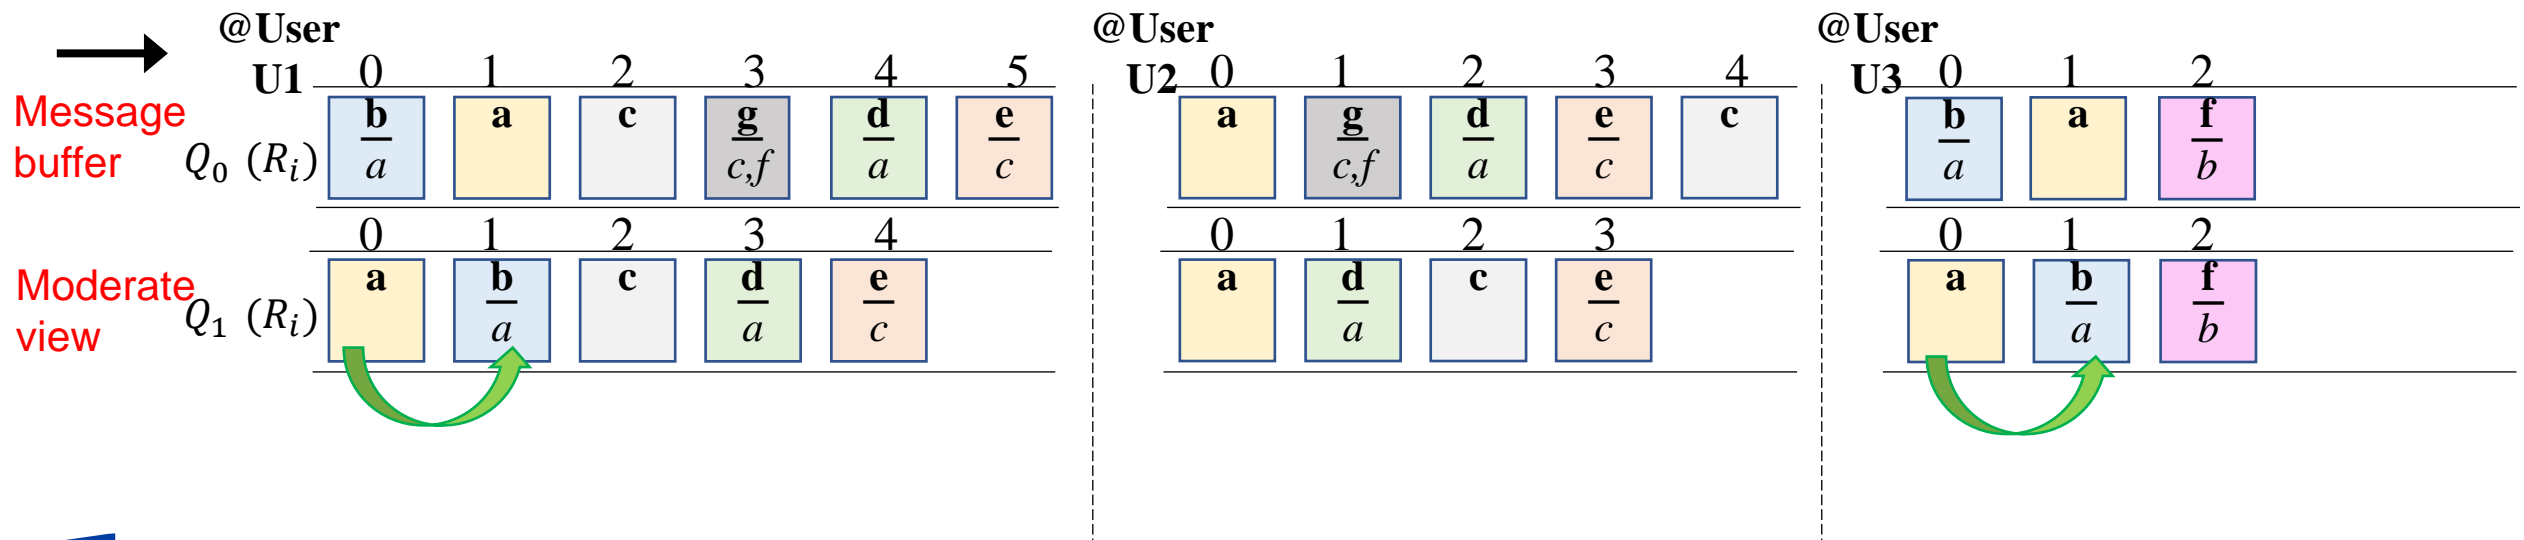 @User @User @User
U1 0 1 2 3 4 5 U2 0 1 2 3 4 U3 0 1 2
Message buffer
Q₀ (Rᵢ)
b a c g d e a g d e c b a f
a c,f a c c,f a c a b
0 1 2 3 4 0 1 2 3 0 1 2
Moderate view
Q₁ (Rᵢ)
a b c d e a d c e a b f
a a c a c a b